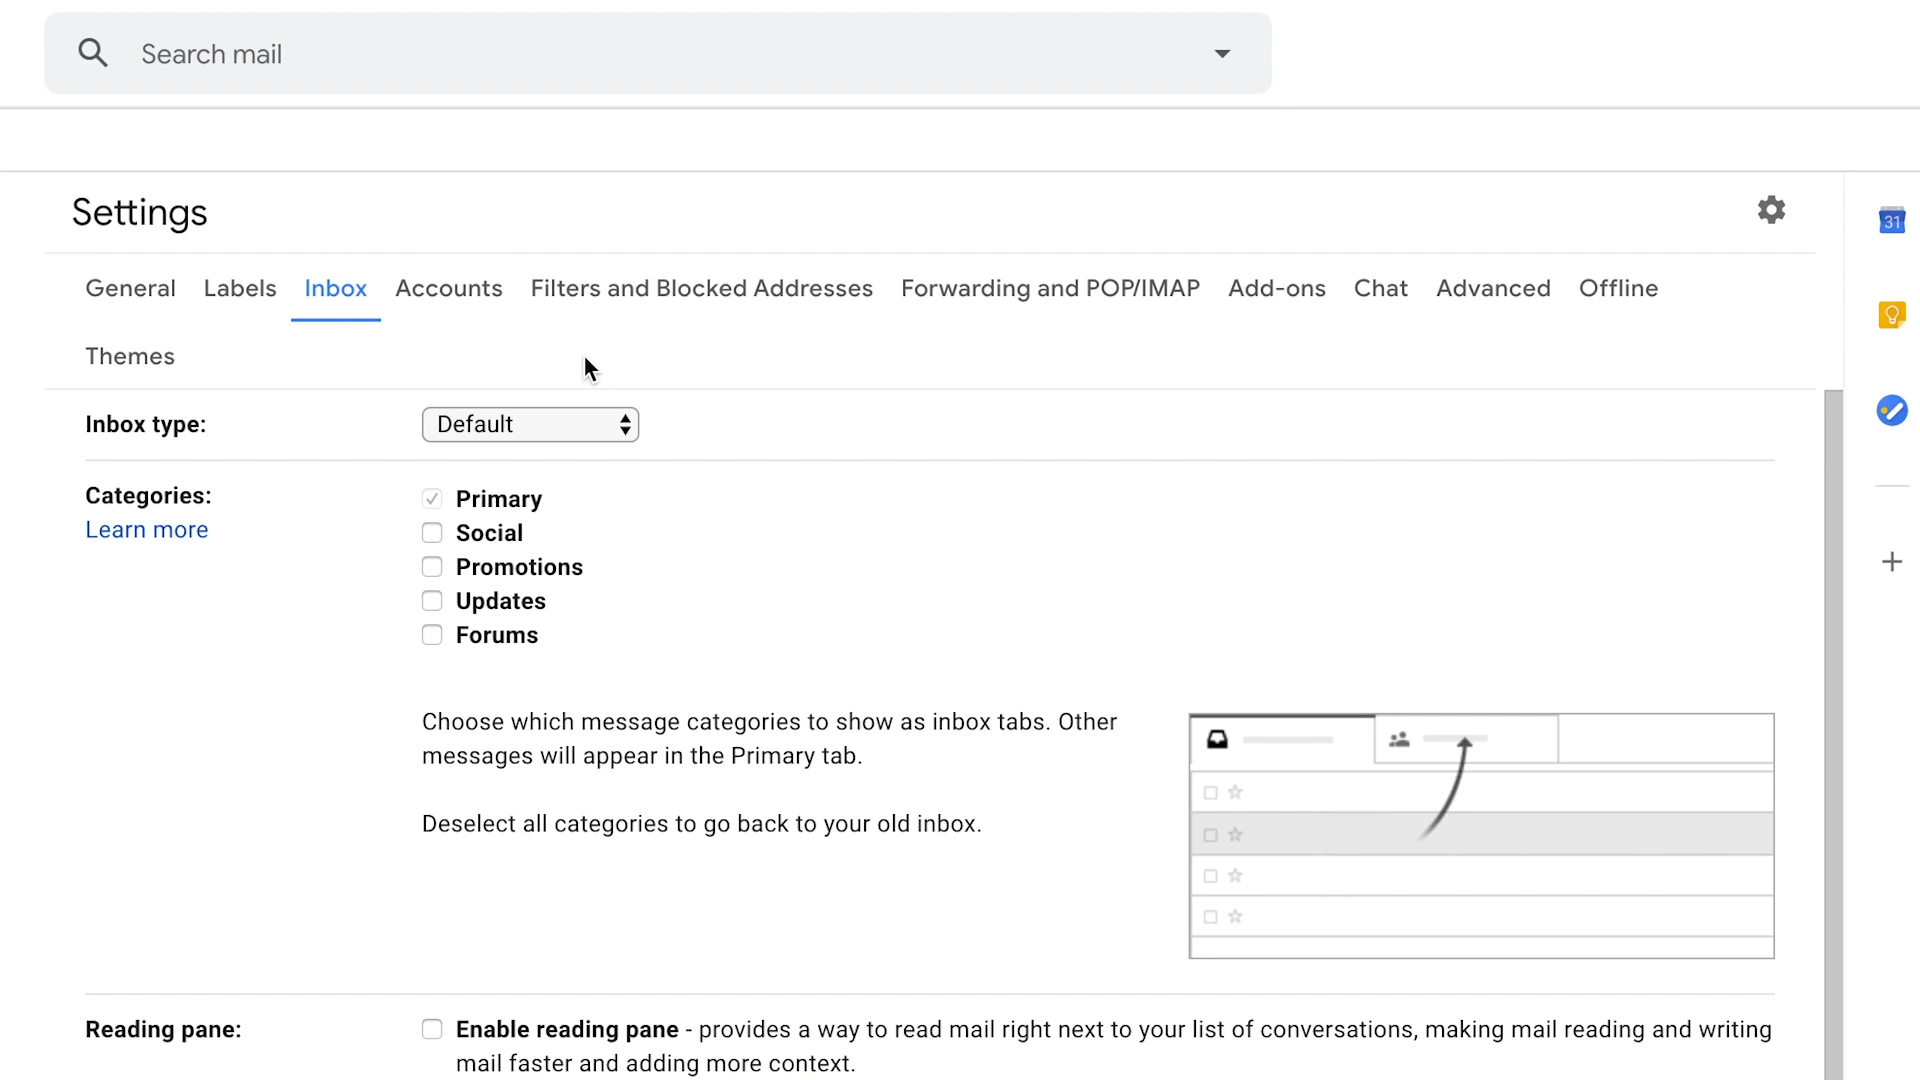 Search mail
Settings
31
General Labels Inbox Accounts Filters and Blocked Addresses Forwarding and POP/IMAP Add-ons Chat Advanced Offline
Themes
Inbox type: Default
Categories: Primary
Learn more Social
Promotions
Updates
Forums
Choose which message categories to show as inbox tabs. Other
messages will appear in the Primary tab.
Deselect all categories to go back to your old inbox.
Reading pane: Enable reading pane - provides a way to read mail right next to your list of conversations, making mail reading and writing
mail faster and adding more context.